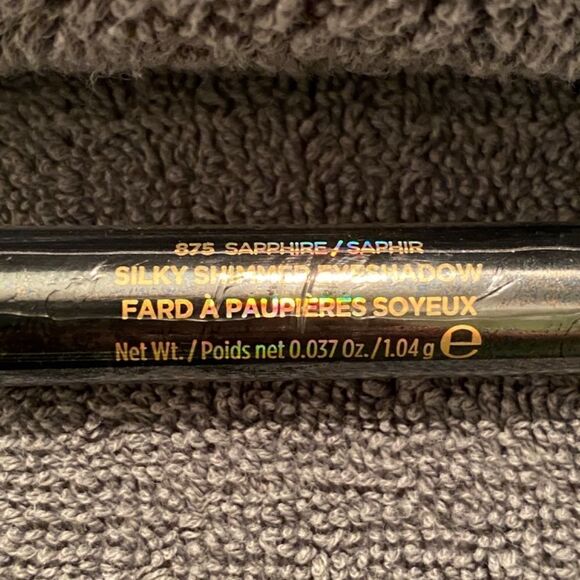 875 SAPPHIRE/SAPHIR
SILKY SHIMMER EYESHADOW
FARD À PAUPIÈRES SOYEUX
Net Wt./Poids net 0.037 Oz./1.04 g ℮